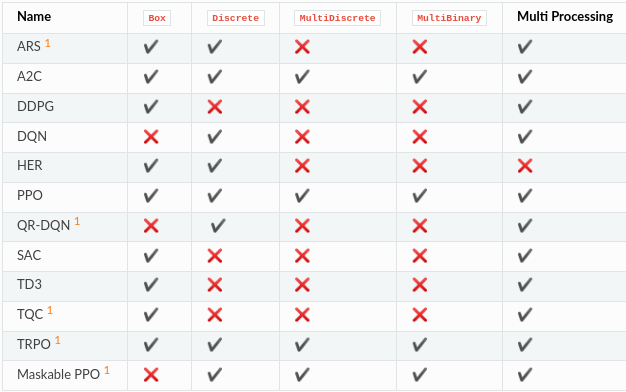 Name Box Discrete MultiDiscrete MultiBinary Multi Processing
ARS 1 ✔ ✔ ❌ ❌ ✔
A2C ✔ ✔ ✔ ✔ ✔
DDPG ✔ ❌ ❌ ❌ ✔
DQN ❌ ✔ ❌ ❌ ✔
HER ✔ ✔ ❌ ❌ ❌
PPO ✔ ✔ ✔ ✔ ✔
QR-DQN 1 ❌ ✔ ❌ ❌ ✔
SAC ✔ ❌ ❌ ❌ ✔
TD3 ✔ ❌ ❌ ❌ ✔
TQC 1 ✔ ❌ ❌ ❌ ✔
TRPO 1 ✔ ✔ ✔ ✔ ✔
Maskable PPO 1 ❌ ✔ ✔ ✔ ✔